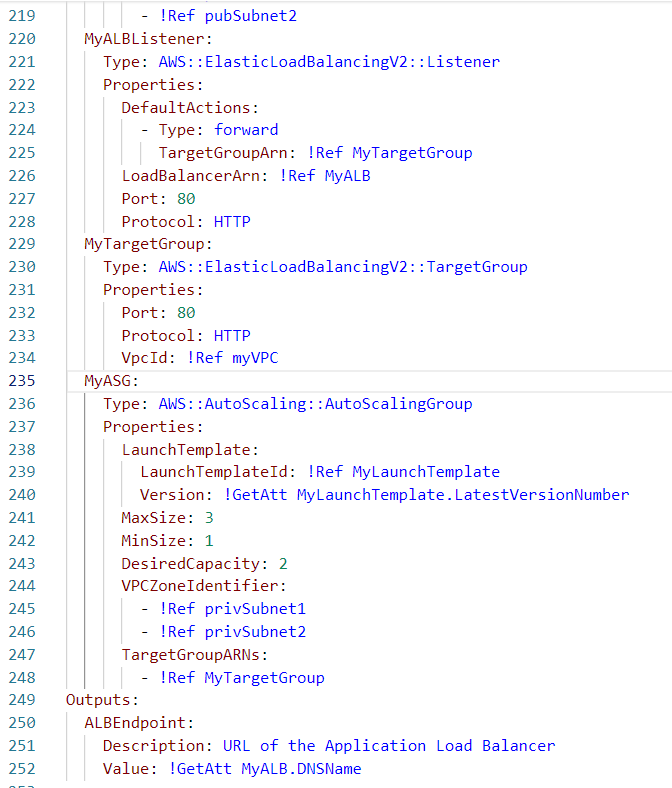 219         - !Ref pubSubnet2
220   MyALBListener:
221     Type: AWS::ElasticLoadBalancingV2::Listener
222     Properties:
223       DefaultActions:
224         - Type: forward
225           TargetGroupArn: !Ref MyTargetGroup
226       LoadBalancerArn: !Ref MyALB
227       Port: 80
228       Protocol: HTTP
229   MyTargetGroup:
230     Type: AWS::ElasticLoadBalancingV2::TargetGroup
231     Properties:
232       Port: 80
233       Protocol: HTTP
234       VpcId: !Ref myVPC
235   MyASG:
236     Type: AWS::AutoScaling::AutoScalingGroup
237     Properties:
238       LaunchTemplate:
239         LaunchTemplateId: !Ref MyLaunchTemplate
240         Version: !GetAtt MyLaunchTemplate.LatestVersionNumber
241       MaxSize: 3
242       MinSize: 1
243       DesiredCapacity: 2
244       VPCZoneIdentifier:
245         - !Ref privSubnet1
246         - !Ref privSubnet2
247       TargetGroupARNs:
248         - !Ref MyTargetGroup
249 Outputs:
250   ALBEndpoint:
251     Description: URL of the Application Load Balancer
252     Value: !GetAtt MyALB.DNSName